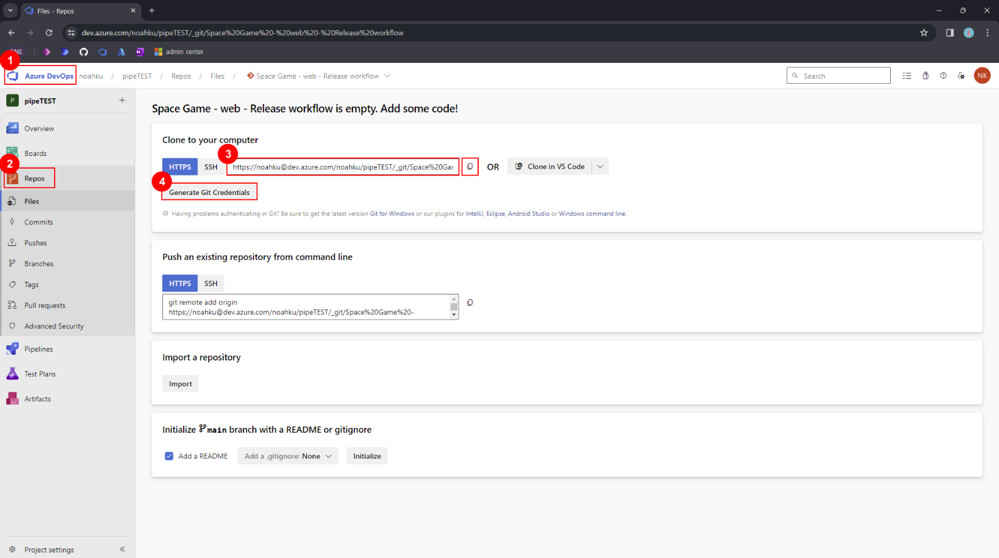 Files - Repos
dev.azure.com/noahku/pipeTEST/_git/Space%20Game%20-%20web%20-%20Release%20workflow
ONE
N
admin center
1
Azure DevOps noahku / pipeTEST / Repos / Files / Space Game - web - Release workflow
Search
NK
P pipeTEST
Overview
Boards
2
Repos
Files
Commits
Pushes
Branches
Tags
Pull requests
Advanced Security
Pipelines
Test Plans
Artifacts
Project settings
Space Game - web - Release workflow is empty. Add some code!
Clone to your computer
3
HTTPS SSH https://noahku@dev.azure.com/noahku/pipeTEST/_git/Space%20Gar OR Clone in VS Code
4
Generate Git Credentials
Having problems authenticating in Git? Be sure to get the latest version Git for Windows or our plugins for IntelliJ, Eclipse, Android Studio or Windows command line.
Push an existing repository from command line
HTTPS SSH
git remote add origin
https://noahku@dev.azure.com/noahku/pipeTEST/_git/Space%20Game%20-
Import a repository
Import
Initialize main branch with a README or gitignore
Add a README Add a .gitignore: None Initialize